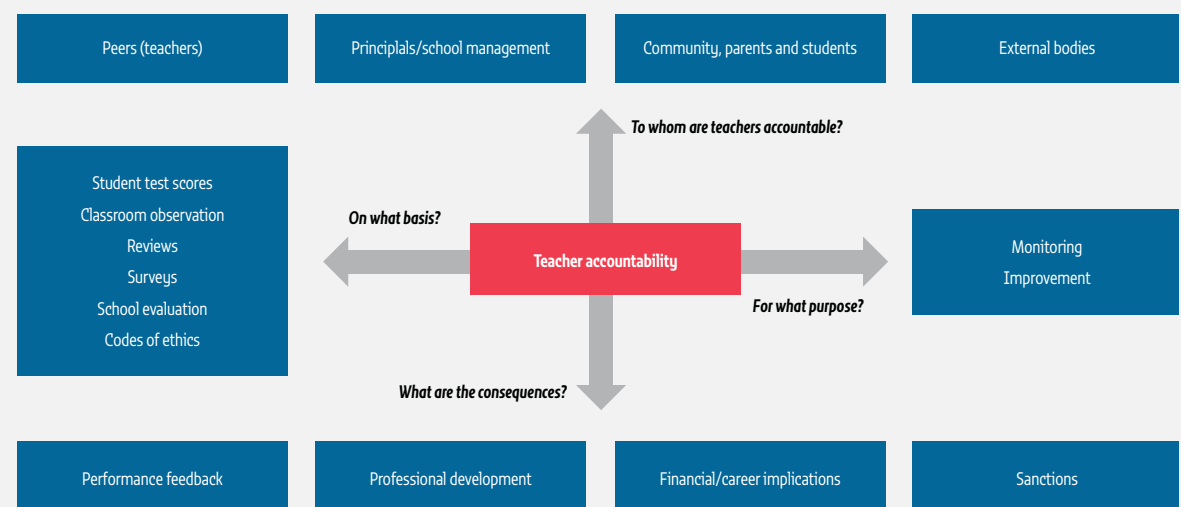 Peers (teachers)
Principlals/school management
Community, parents and students
External bodies
To whom are teachers accountable?
Student test scores
Classroom observation
Reviews
Surveys
School evaluation
Codes of ethics
On what basis?
Teacher accountability
For what purpose?
Monitoring
Improvement
What are the consequences?
Performance feedback
Professional development
Financial/career implications
Sanctions